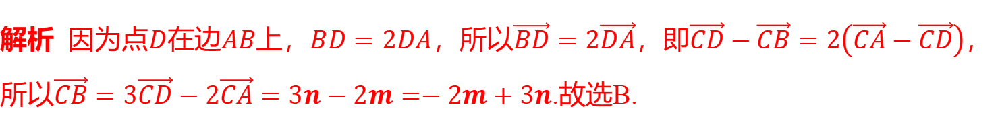 解析 因为点$D$在边$AB$上，$BD = 2DA$，所以$\overrightarrow{BD} = 2\overrightarrow{DA}$，即$\overrightarrow{CD} - \overrightarrow{CB} = 2(\overrightarrow{CA} - \overrightarrow{CD})$，
所以$\overrightarrow{CB} = 3\overrightarrow{CD} - 2\overrightarrow{CA} = 3\boldsymbol{n} - 2\boldsymbol{m} = -2\boldsymbol{m} + 3\boldsymbol{n}$.故选B.